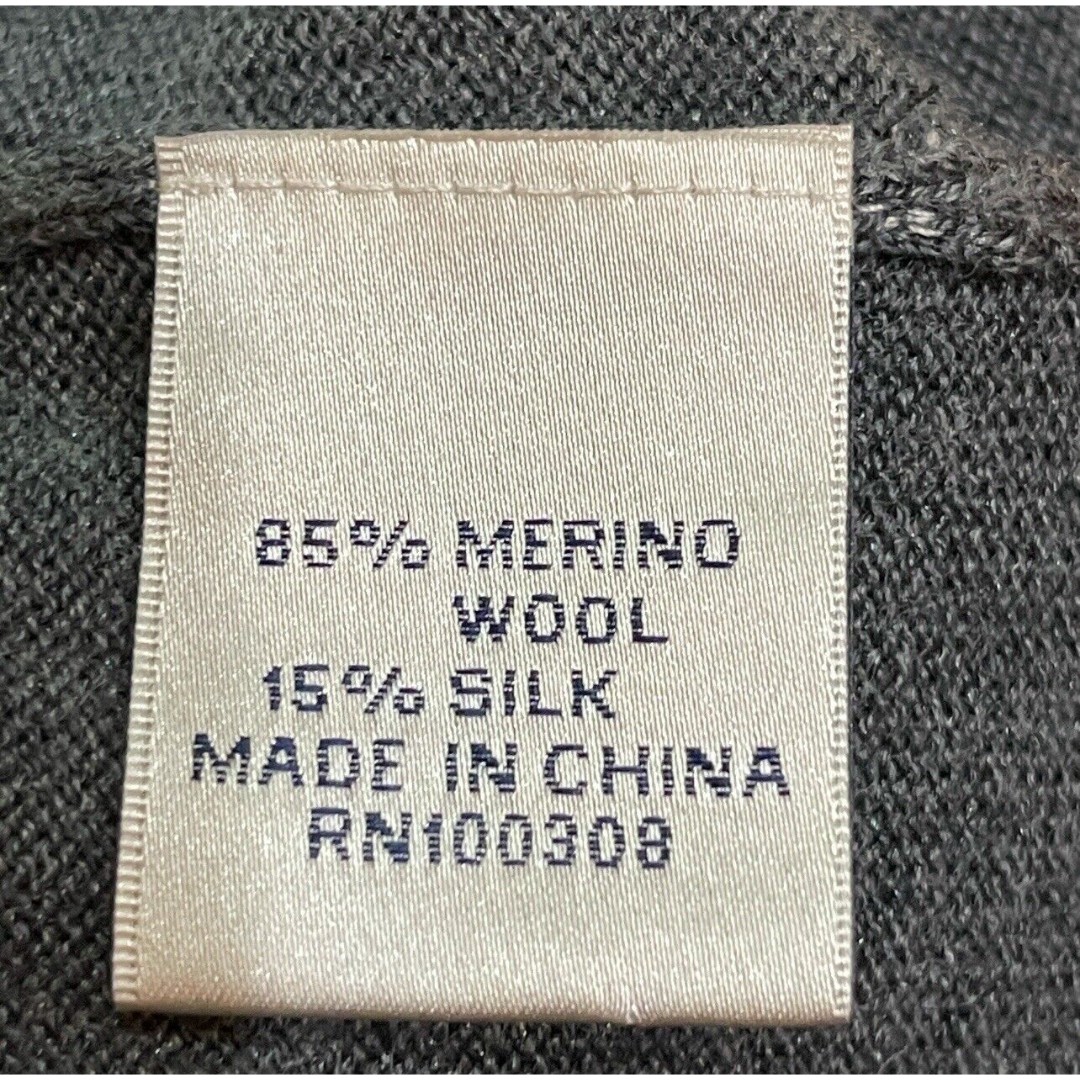 85% MERINO
WOOL
15% SILK
MADE IN CHINA
RN100308